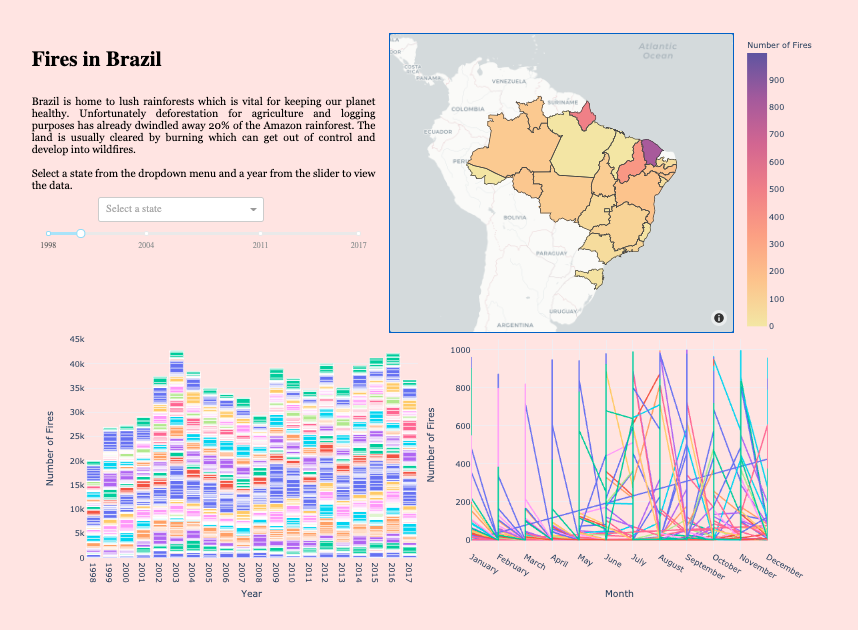 Fires in Brazil
Brazil is home to lush rainforests which is vital for keeping our planet
healthy. Unfortunately deforestation for agriculture and logging
purposes has already dwindled away 20% of the Amazon rainforest. The
land is usually cleared by burning which can get out of control and
develop into wildfires.
Select a state from the dropdown menu and a year from the slider to view
the data.
Select a state
1998
2004
2011
2017
Atlantic
Ocean
COSTA
RICA
PANAMA
VENEZUELA
COLOMBIA
SURINAME
ECUADOR
PERU
BOLIVIA
PARAGUAY
URUGUAY
ARGENTINA
Number of Fires
900
800
700
600
500
400
300
200
100
0
45k
40k
35k
30k
25k
20k
15k
10k
5k
0
Number of Fires
1998
1999
2000
2001
2002
2003
2004
2005
2006
2007
2008
2009
2010
2011
2012
2013
2014
2015
2016
2017
Year
1000
800
600
400
200
0
Number of Fires
January
February
March
April
May
June
July
August
September
October
November
December
Month